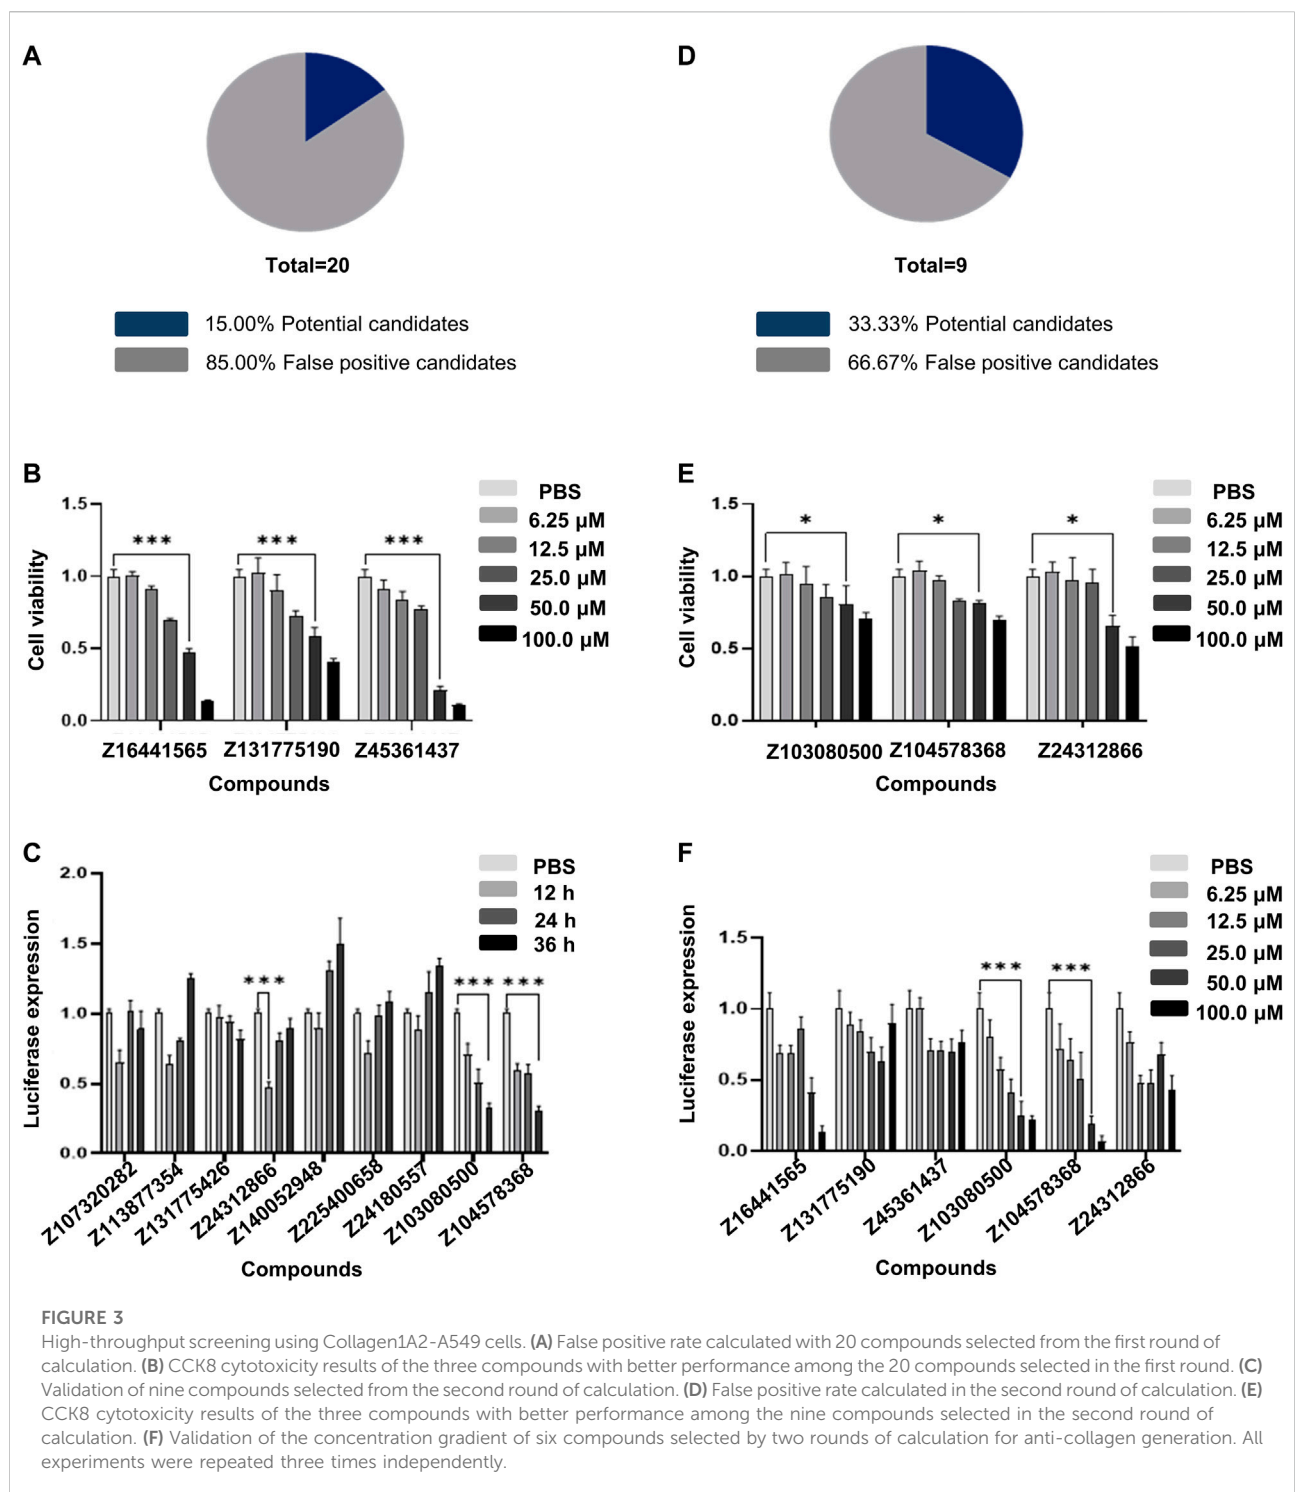 A
Total=20
15.00% Potential candidates
85.00% False positive candidates
D
Total=9
33.33% Potential candidates
66.67% False positive candidates
B
1.5
1.0
0.5
0.0
Cell viability
***
***
***
PBS
6.25 µM
12.5 µM
25.0 µM
50.0 µM
100.0 µM
Z16441565
Z131775190
Z45361437
Compounds
E
1.5
1.0
0.5
0.0
Cell viability
*
*
*
PBS
6.25 µM
12.5 µM
25.0 µM
50.0 µM
100.0 µM
Z103080500
Z104578368
Z24312866
Compounds
C
2.0
1.5
1.0
0.5
0.0
Luciferase expression
***
***
***
PBS
12 h
24 h
36 h
Z107320282
Z113877354
Z131775426
Z24312866
Z140052948
Z225400658
Z24180557
Z103080500
Z104578368
Compounds
F
1.5
1.0
0.5
0.0
Luciferase expression
***
***
PBS
6.25 µM
12.5 µM
25.0 µM
50.0 µM
100.0 µM
Z16441565
Z131775190
Z45361437
Z103080500
Z104578368
Z24312866
Compounds
FIGURE 3
High-throughput screening using Collagen1A2-A549 cells. (A) False positive rate calculated with 20 compounds selected from the first round of
calculation. (B) CCK8 cytotoxicity results of the three compounds with better performance among the 20 compounds selected in the first round. (C)
Validation of nine compounds selected from the second round of calculation. (D) False positive rate calculated in the second round of calculation. (E)
CCK8 cytotoxicity results of the three compounds with better performance among the nine compounds selected in the second round of
calculation. (F) Validation of the concentration gradient of six compounds selected by two rounds of calculation for anti-collagen generation. All
experiments were repeated three times independently.